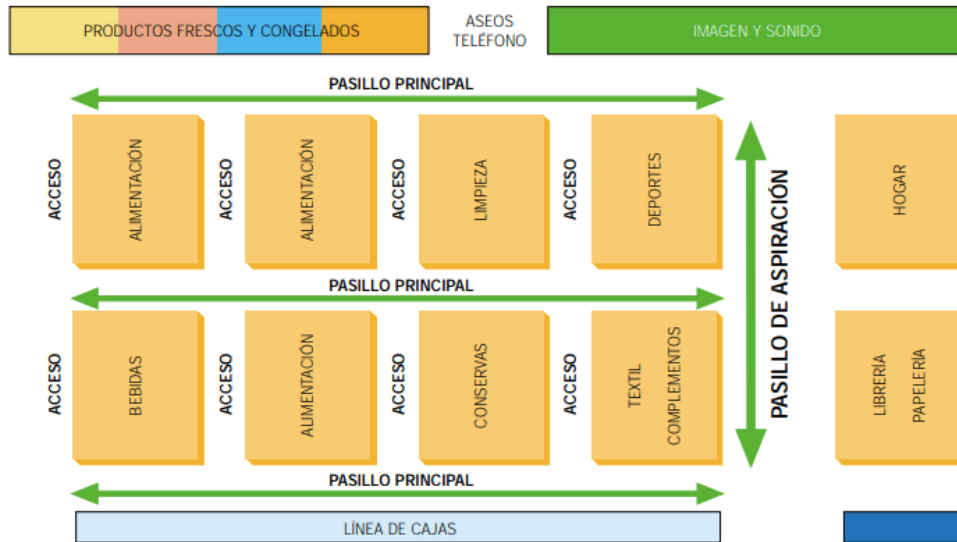 PRODUCTOS FRESCOS Y CONGELADOS
ASEOS
TELÉFONO
IMAGEN Y SONIDO
PASILLO PRINCIPAL
ACCESO
ALIMENTACIÓN
ACCESO
ALIMENTACIÓN
ACCESO
LIMPIEZA
ACCESO
DEPORTES
PASILLO DE ASPIRACIÓN
HOGAR
PASILLO PRINCIPAL
ACCESO
BEBIDAS
ACCESO
ALIMENTACIÓN
ACCESO
CONSERVAS
ACCESO
TEXTIL
COMPLEMENTOS
LIBRERÍA
PAPELERÍA
PASILLO PRINCIPAL
LÍNEA DE CAJAS